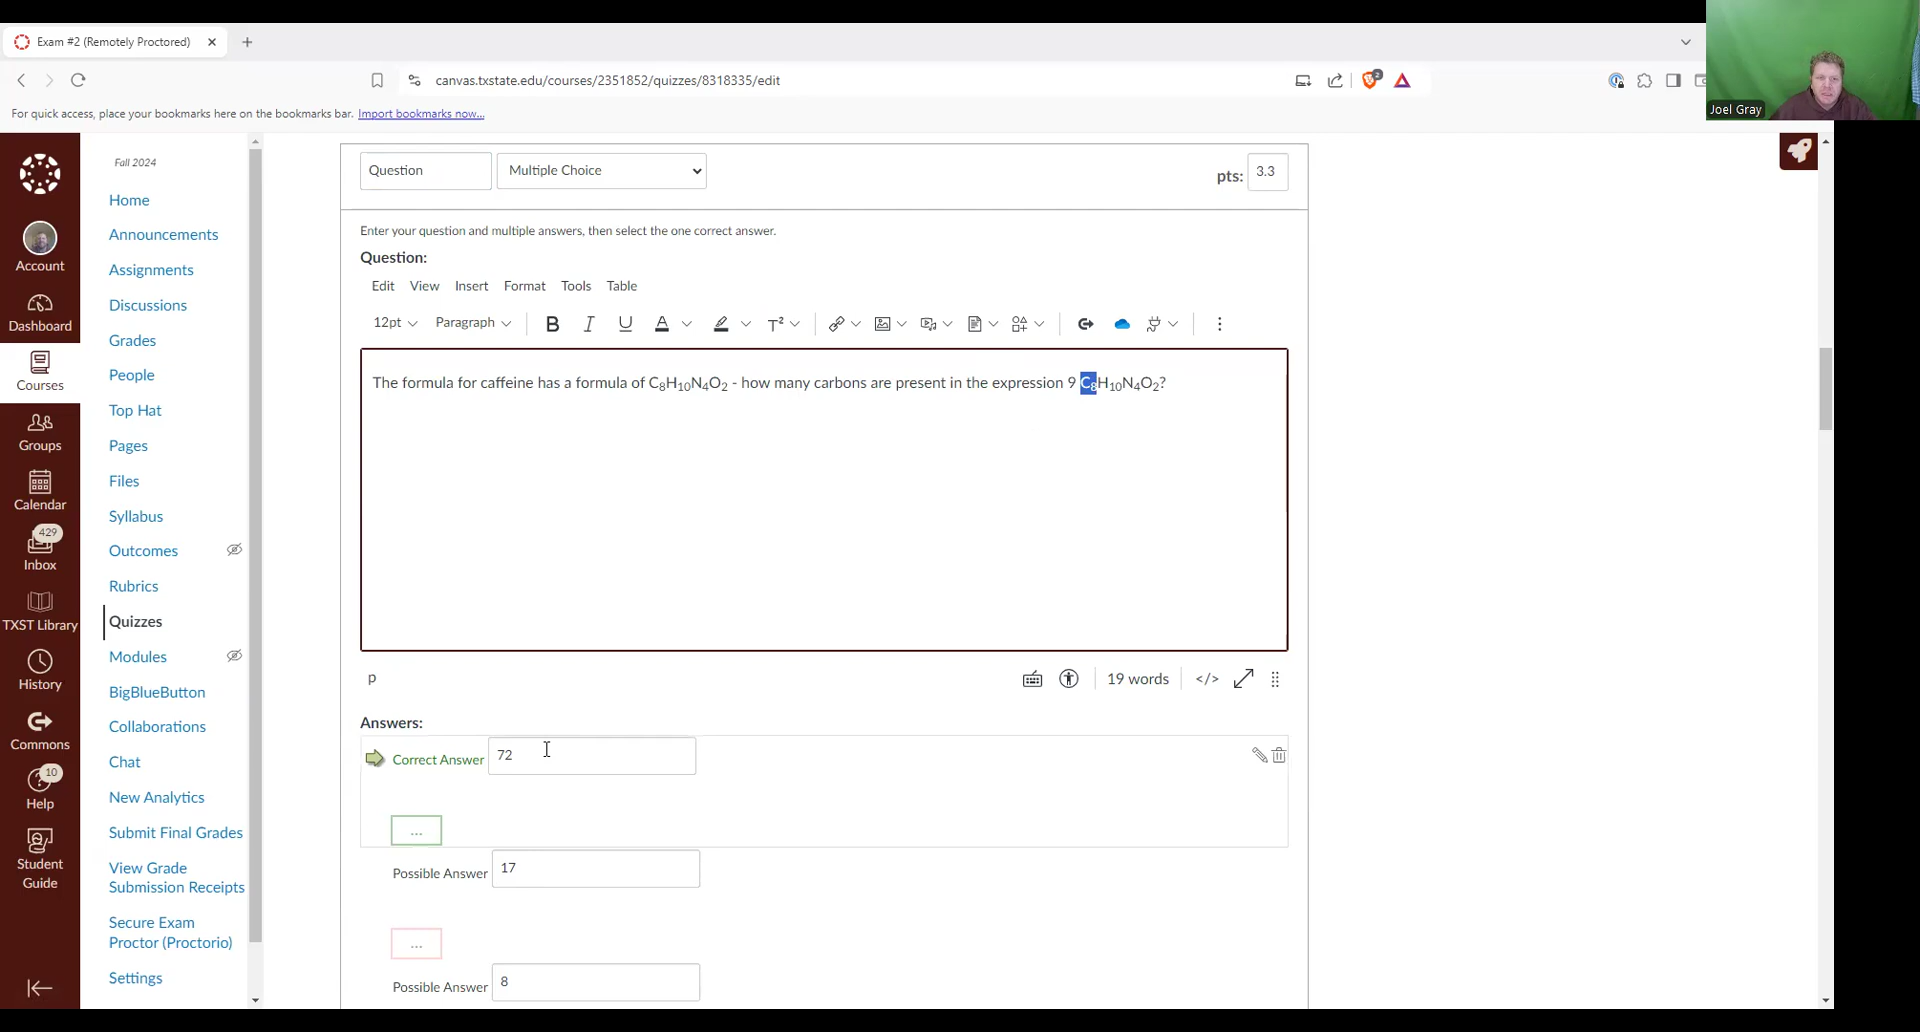 Exam #2 (Remotely Proctored)
canvas.txstate.edu/courses/2351852/quizzes/8318335/edit
2
For quick access, place your bookmarks here on the bookmarks bar. Import bookmarks now...
Joel Gray
Account
Dashboard
Courses
Groups
Calendar
429
Inbox
TXST Library
History
Commons
10
Help
Student
Guide
Fall 2024
Home
Announcements
Assignments
Discussions
Grades
People
Top Hat
Pages
Files
Syllabus
Outcomes
Rubrics
Quizzes
Modules
BigBlueButton
Collaborations
Chat
New Analytics
Submit Final Grades
View Grade
Submission Receipts
Secure Exam
Proctor (Proctorio)
Settings
Question Multiple Choice pts: 3.3
Enter your question and multiple answers, then select the one correct answer.
Question:
Edit View Insert Format Tools Table
12pt Paragraph B I U A T²
The formula for caffeine has a formula of C₈H₁₀N₄O₂ - how many carbons are present in the expression 9 C₈H₁₀N₄O₂?
p 19 words </>
Answers:
Correct Answer 72
...
Possible Answer 17
...
Possible Answer 8